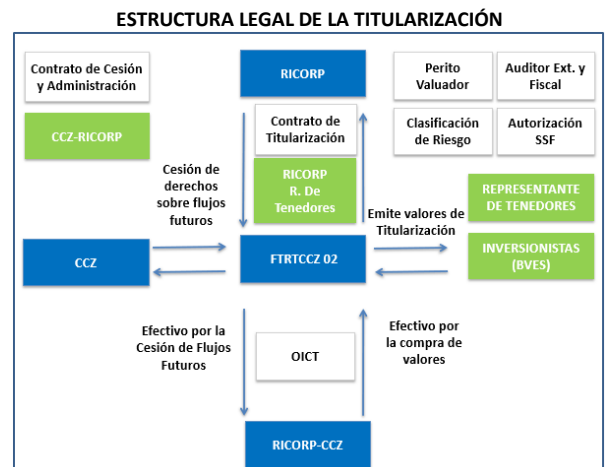 ESTRUCTURA LEGAL DE LA TITULARIZACIÓN
Contrato de Cesión
y Administración
CCZ-RICORP
RICORP
Contrato de
Titularización
RICORP
R. De
Tenedores
Perito
Valuador
Auditor Ext. y
Fiscal
Clasificación
de Riesgo
Autorización
SSF
Cesión de
derechos
sobre flujos
futuros
Emite valores de
Titularización
REPRESENTANTE
DE TENEDORES
CCZ
FTRTCCZ 02
INVERSIONISTAS
(BVES)
Efectivo por la
Cesión de Flujos
Futuros
OICT
Efectivo por
la compra de
valores
RICORP-CCZ